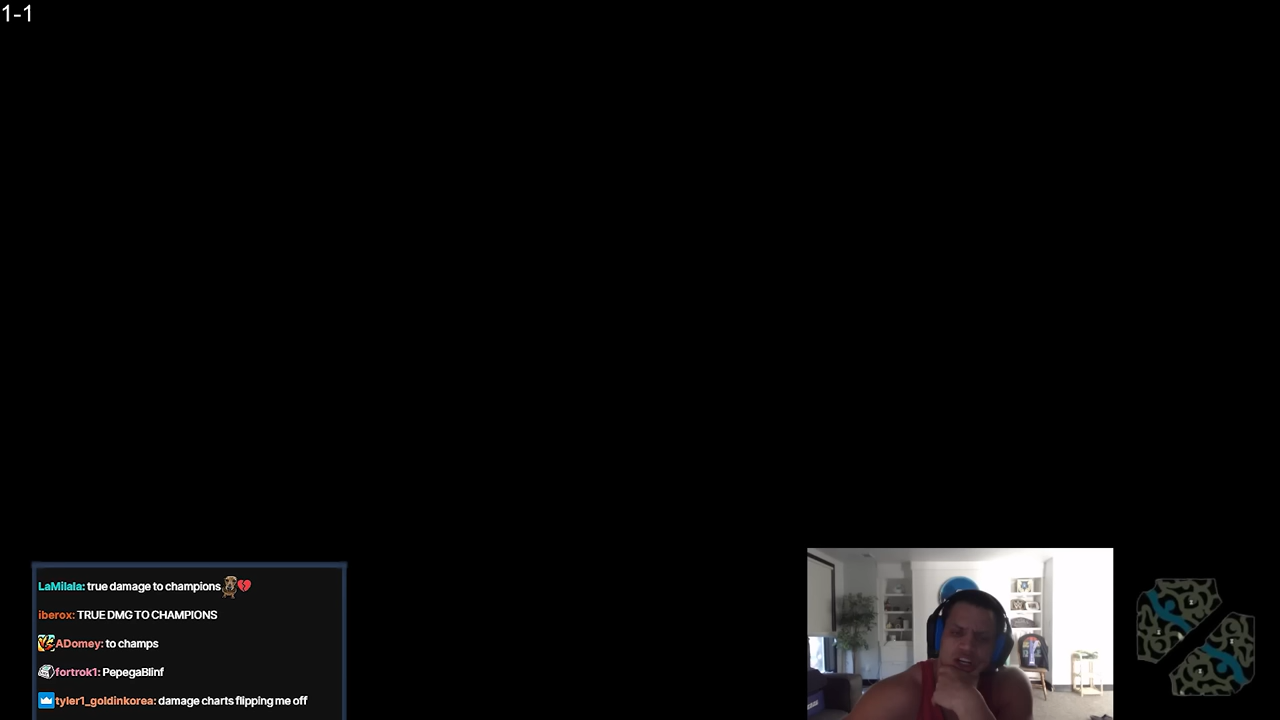 1-1
LaMilala: true damage to champions
iberox: TRUE DMG TO CHAMPIONS
ADomey: to champs
fortrok1: PepegaBlinf
tyler1_goldinkorea: damage charts flipping me off